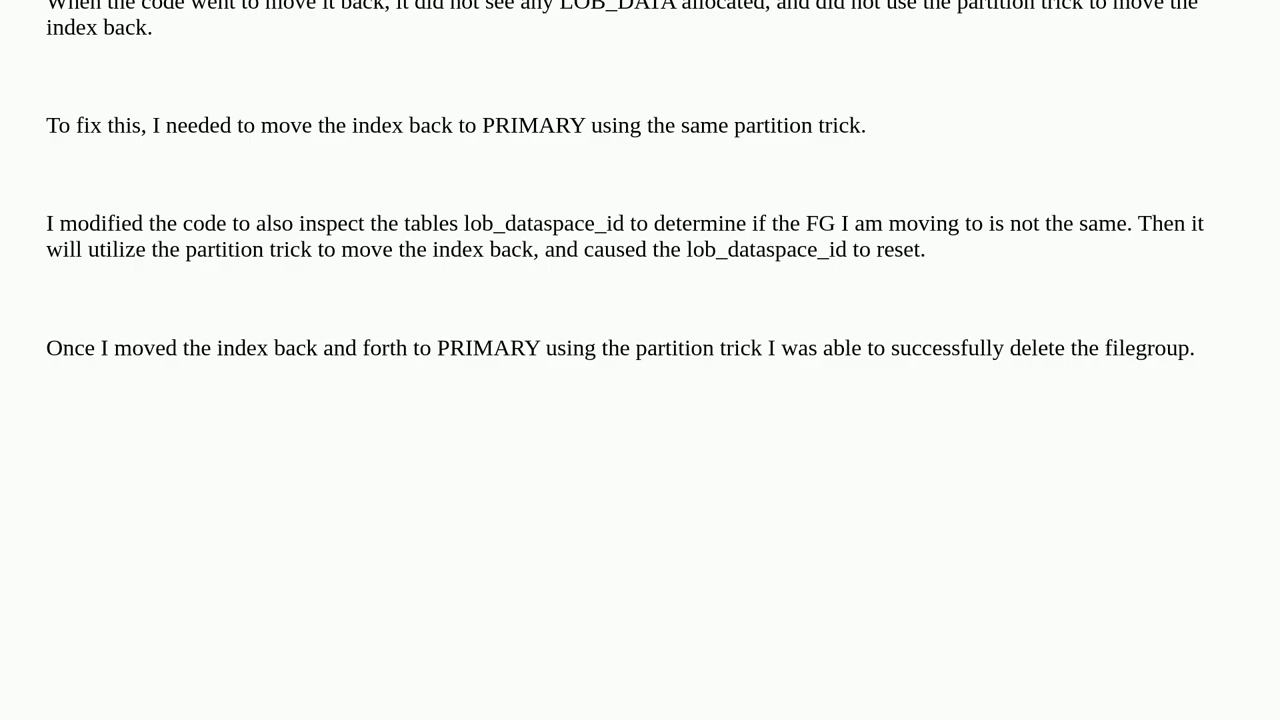 When the code went to move it back, it did not see any LOB_DATA allocated, and did not use the partition trick to move the
index back.
To fix this, I needed to move the index back to PRIMARY using the same partition trick.
I modified the code to also inspect the tables lob_dataspace_id to determine if the FG I am moving to is not the same. Then it
will utilize the partition trick to move the index back, and caused the lob_dataspace_id to reset.
Once I moved the index back and forth to PRIMARY using the partition trick I was able to successfully delete the filegroup.